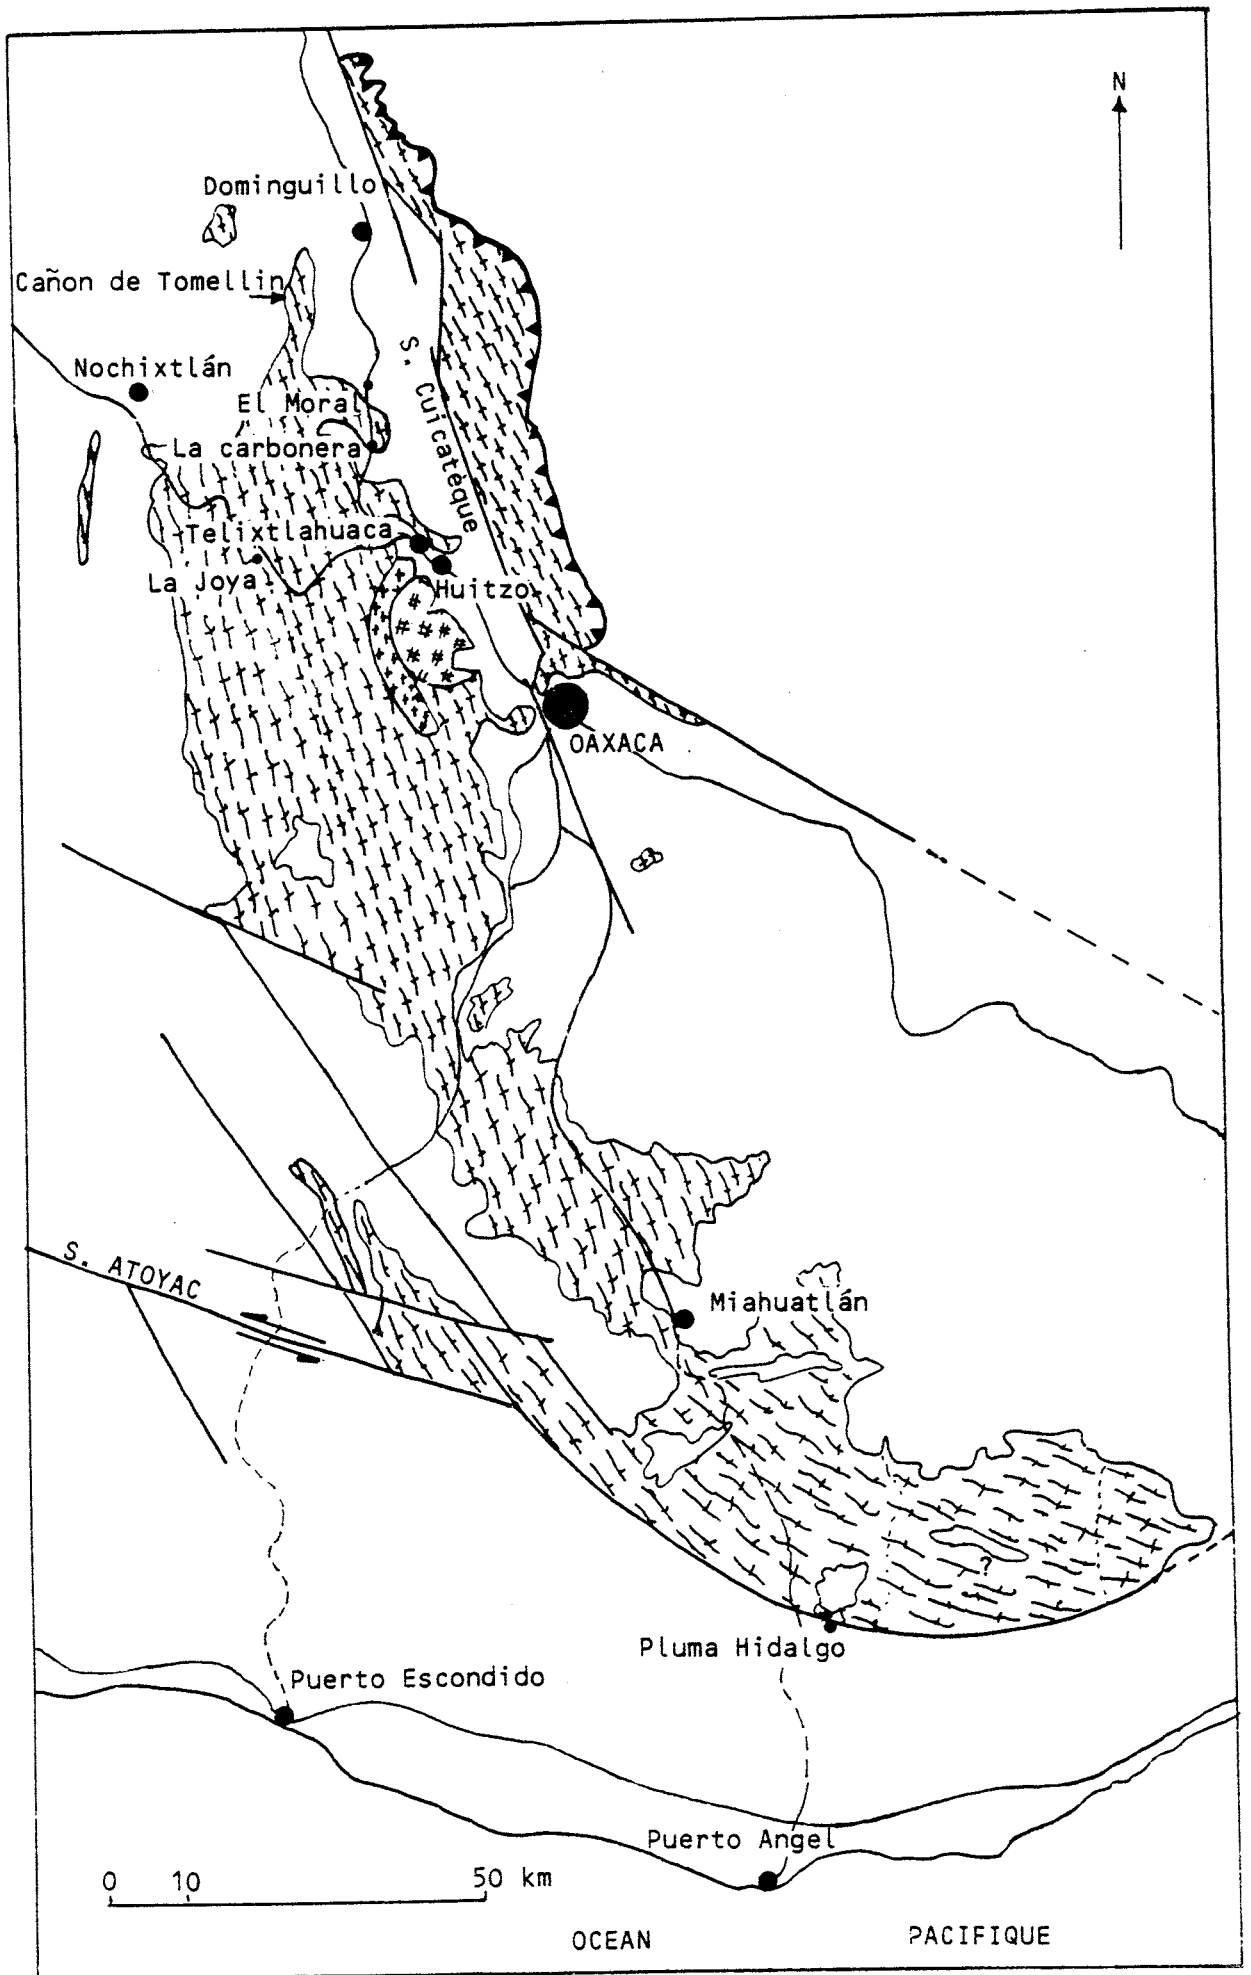 N
Dominguillo
Cañon de Tomellin
Nochixtlán
S. Cuicatèque
El Moral
La carbonera
Telixtlahuaca
La Joya
Huitzo
OAXACA
S. ATOYAC
Miahuatlán
?
Pluma Hidalgo
Puerto Escondido
Puerto Angel
0 10 50 km
OCEAN PACIFIQUE